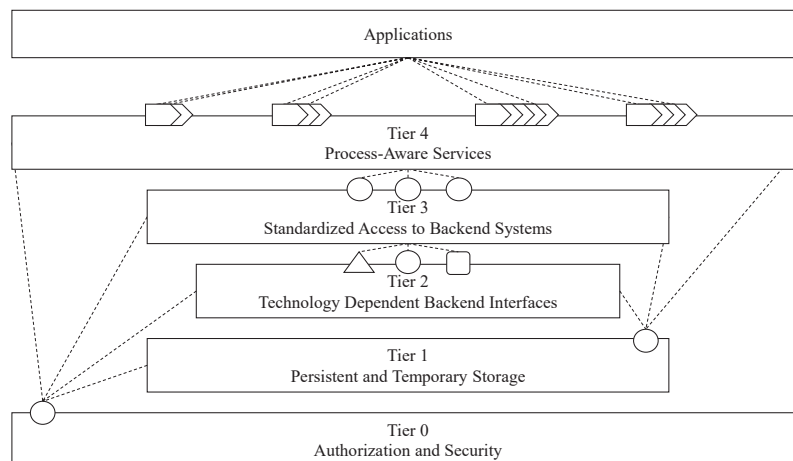 Applications
Tier 4
Process-Aware Services
Tier 3
Standardized Access to Backend Systems
Tier 2
Technology Dependent Backend Interfaces
Tier 1
Persistent and Temporary Storage
Tier 0
Authorization and Security